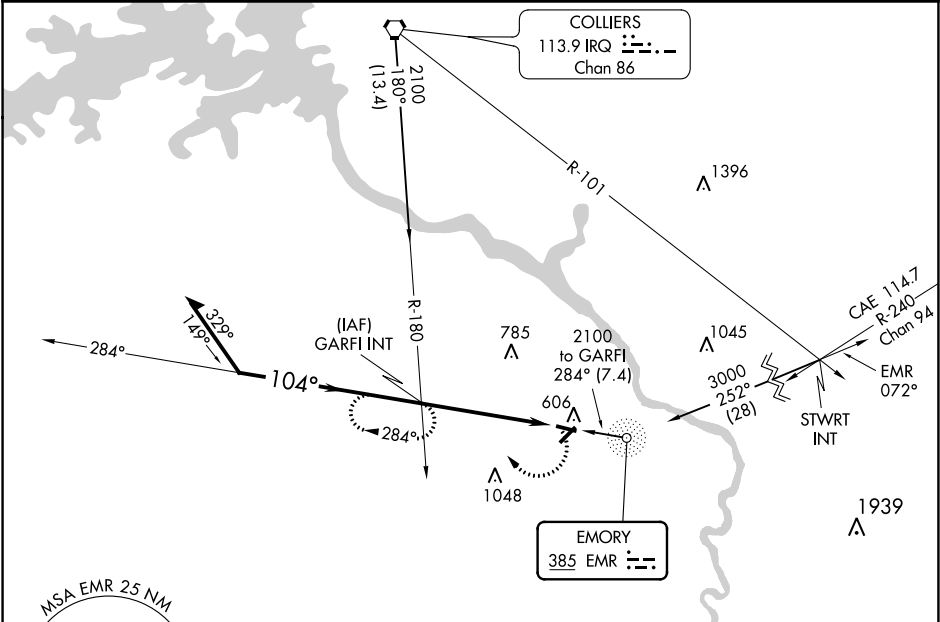 COLLIERS
113.9 IRQ
Chan 86
2100
180°
(13.4)
R-101
1396
R-180
(IAF)
GARFI INT
329°
149°
284°
104°
284°
785
2100
to GARFI
284° (7.4)
606
1048
1045
3000
252°
(28)
CAE 114.7
R-240
Chan 94
EMR
072°
STWRT
INT
1939
EMORY
385 EMR
MSA EMR 25 NM